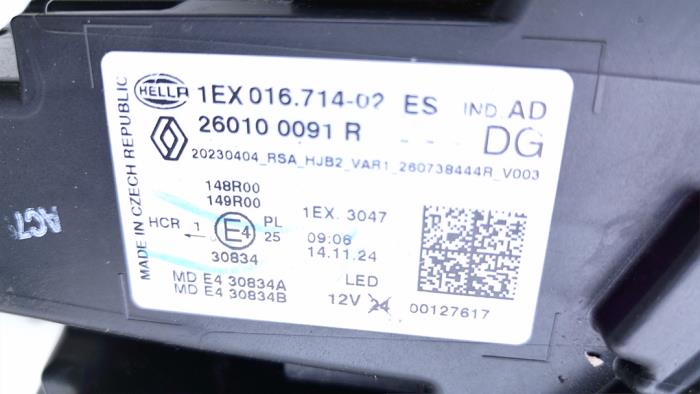 HELLA 1EX 016.714-02 ES IND. AD
26010 0091 R - - - DG
20230404_RSA_HJB2_VAR1_260738444R_V003
MADE IN CZECH REPUBLIC
148R00
149R00
HCR 1 E4 PL 25
30834
1EX. 3047
09:06
14.11.24
MD E4 30834A
MD E4 30834B
LED
12V 24
00127617